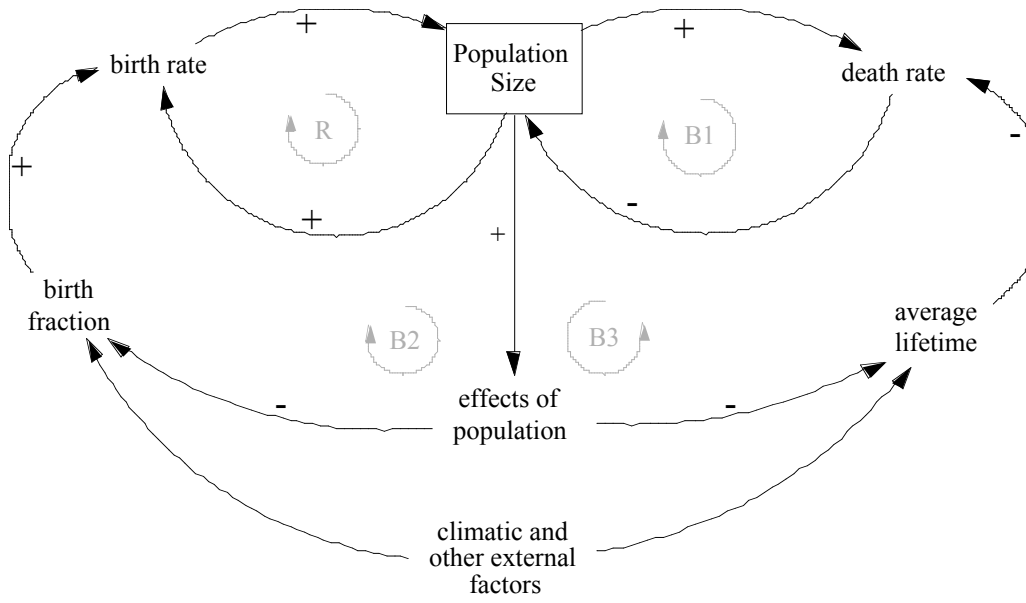 +
+
Population
Size
birth rate
death rate
R
B1
+
-
-
+
+
birth
fraction
average
lifetime
B2
B3
effects of
population
-
-
climatic and
other external
factors